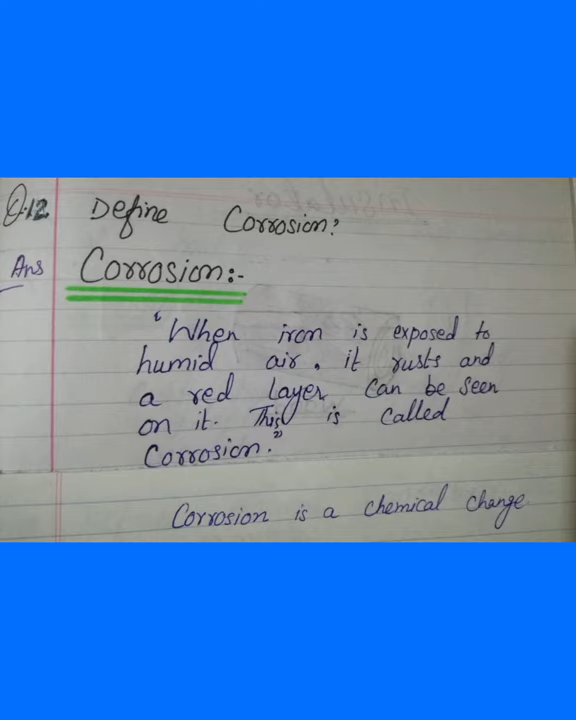 Q.12 Define Corrosion?
Ans Corrosion:-
"When iron is exposed to
humid air, it rusts and
a red layer can be seen
on it. This is called
Corrosion."
Corrosion is a chemical change